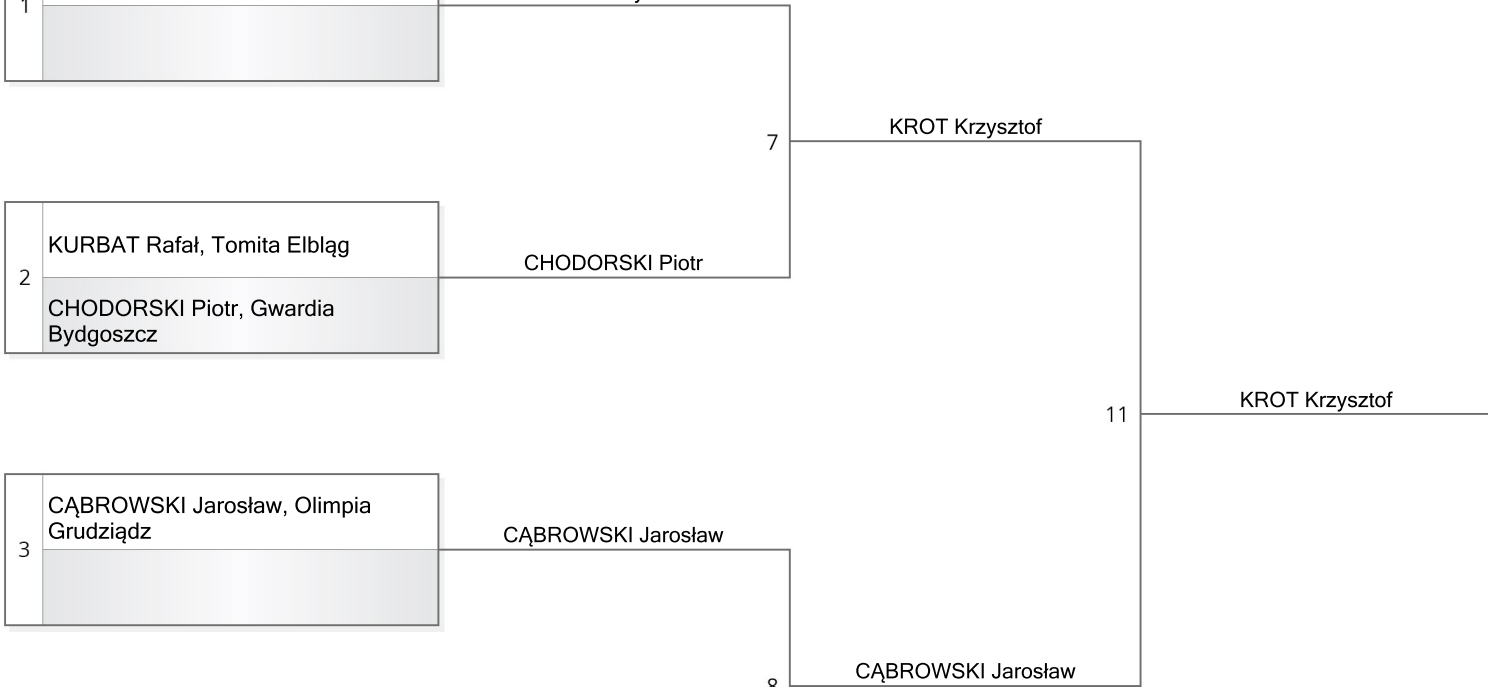 1
7
KROT Krzysztof
2
KURBAT Rafał, Tomita Elbląg
CHODORSKI Piotr, Gwardia
Bydgoszcz
CHODORSKI Piotr
11
KROT Krzysztof
3
CĄBROWSKI Jarosław, Olimpia
Grudziądz
CĄBROWSKI Jarosław
8
CĄBROWSKI Jarosław